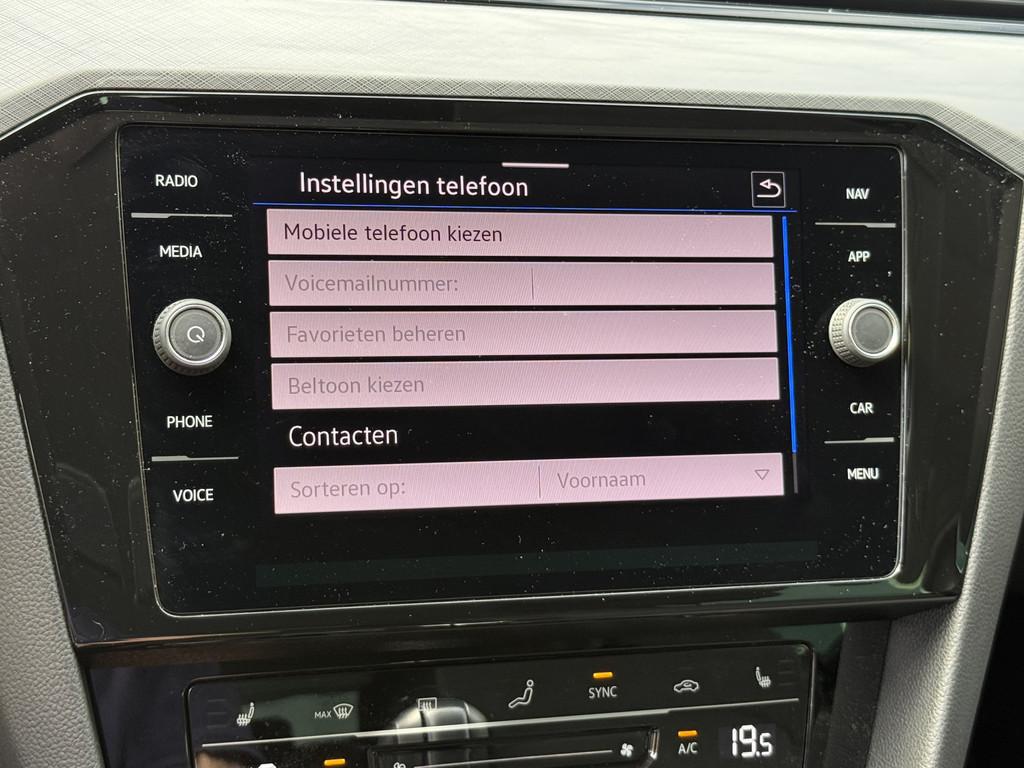 Instellingen telefoon
RADIO
NAV
Mobiele telefoon kiezen
MEDIA
APP
Voicemailnummer:
Favorieten beheren
Beltoon kiezen
PHONE
CAR
Contacten
VOICE
MENU
Sorteren op: Voornaam
MAX
SYNC
A/C
19.5